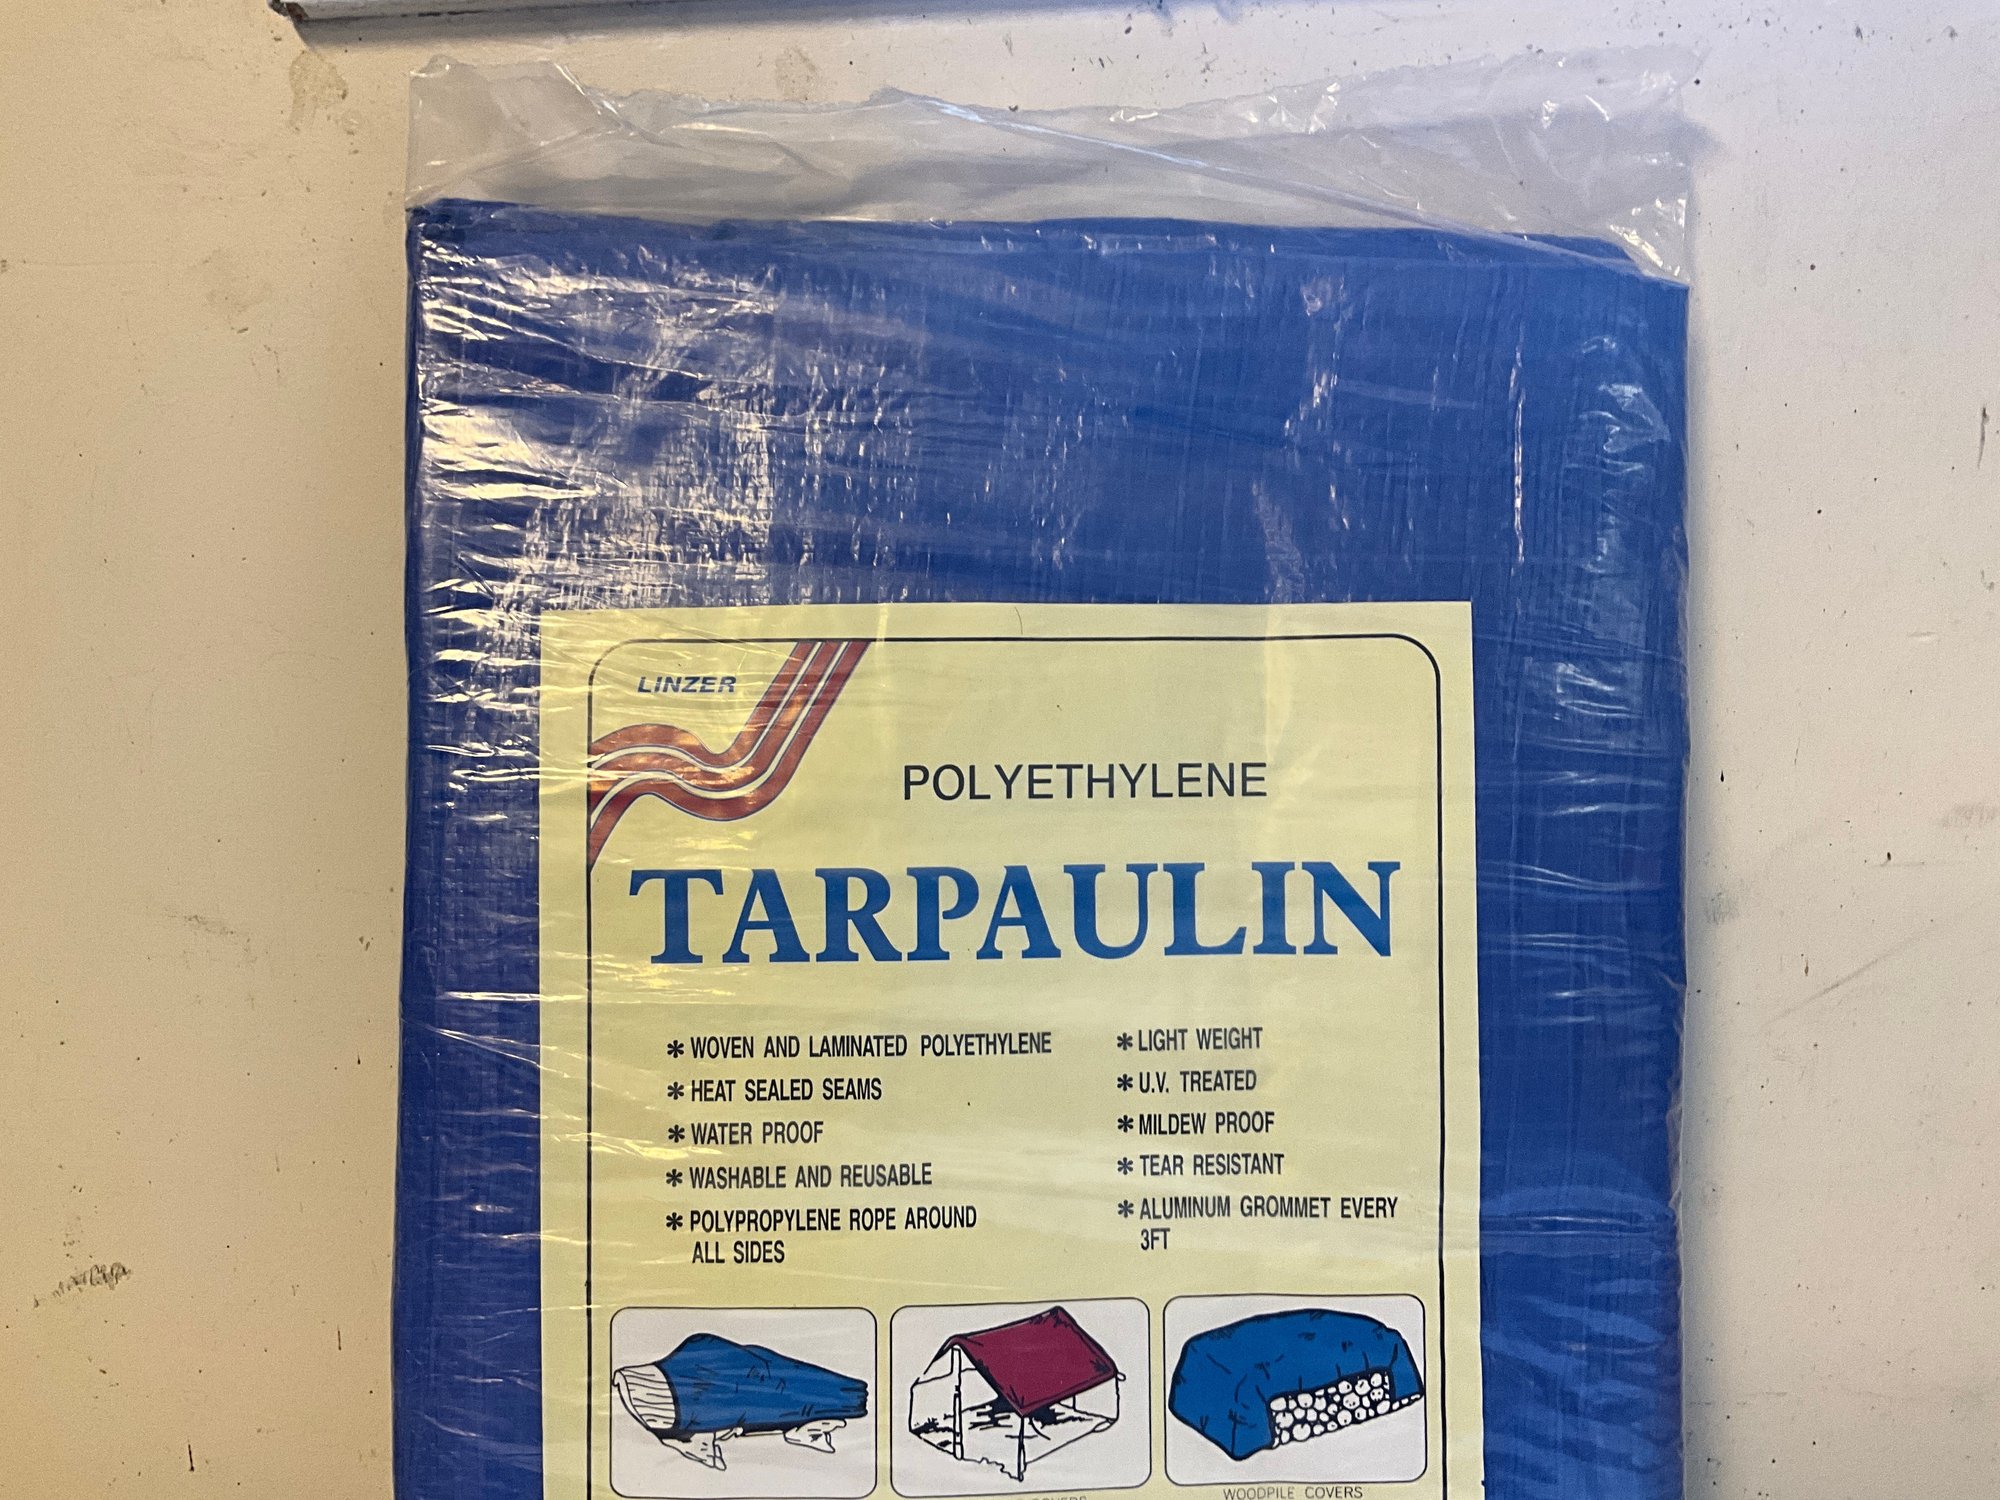 LINZER
POLYETHYLENE
TARPAULIN
* WOVEN AND LAMINATED POLYETHYLENE
* HEAT SEALED SEAMS
* WATER PROOF
* WASHABLE AND REUSABLE
* POLYPROPYLENE ROPE AROUND
ALL SIDES
* LIGHT WEIGHT
* U.V. TREATED
* MILDEW PROOF
* TEAR RESISTANT
* ALUMINUM GROMMET EVERY
3FT
COVERS
WOODPILE COVERS